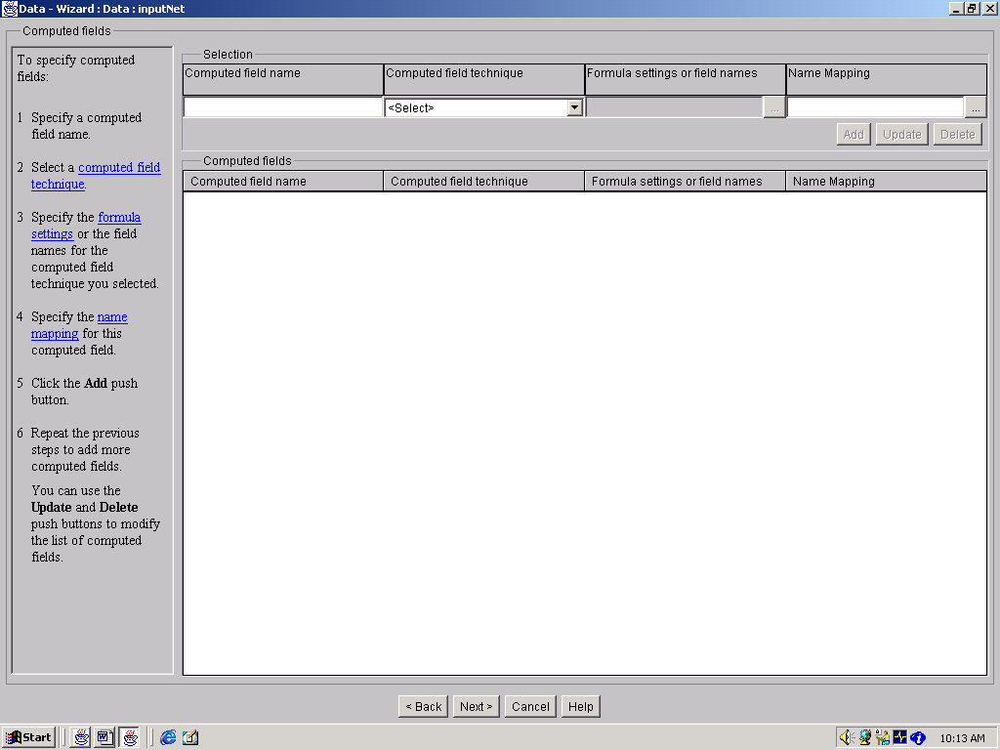 Data - Wizard : Data : inputNet
Computed fields
To specify computed
fields:
1 Specify a computed
field name.
2 Select a computed field
technique.
3 Specify the formula
settings or the field
names for the
computed field
technique you selected.
4 Specify the name
mapping for this
computed field.
5 Click the Add push
button.
6 Repeat the previous
steps to add more
computed fields.
You can use the
Update and Delete
push buttons to modify
the list of computed
fields.
Selection
Computed field name Computed field technique Formula settings or field names Name Mapping
<Select> ... ...
Add Update Delete
Computed fields
Computed field name Computed field technique Formula settings or field names Name Mapping
< Back Next > Cancel Help
Start 10:13 AM